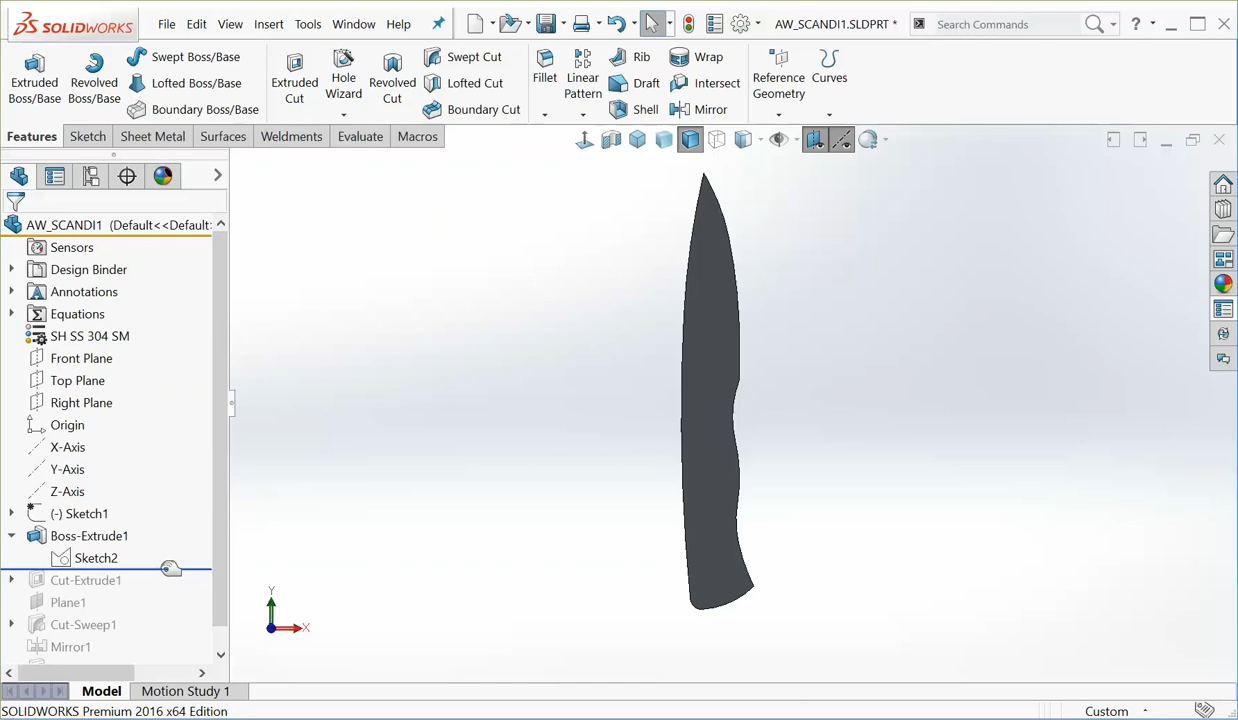 SOLIDWORKS
File Edit View Insert Tools Window Help
AW_SCANDI1.SLDPRT *
Search Commands
?
Extruded Boss/Base
Revolved Boss/Base
Swept Boss/Base
Lofted Boss/Base
Boundary Boss/Base
Extruded Cut
Hole Wizard
Revolved Cut
Swept Cut
Lofted Cut
Boundary Cut
Fillet
Linear Pattern
Rib
Draft
Shell
Wrap
Intersect
Mirror
Reference Geometry
Curves
Features Sketch Sheet Metal Surfaces Weldments Evaluate Macros
AW_SCANDI1 (Default<<Default:
Sensors
Design Binder
Annotations
Equations
SH SS 304 SM
Front Plane
Top Plane
Right Plane
Origin
X-Axis
Y-Axis
Z-Axis
(-) Sketch1
Boss-Extrude1
Sketch2
Cut-Extrude1
Plane1
Cut-Sweep1
Mirror1
Y
X
Model Motion Study 1
SOLIDWORKS Premium 2016 x64 Edition
Custom